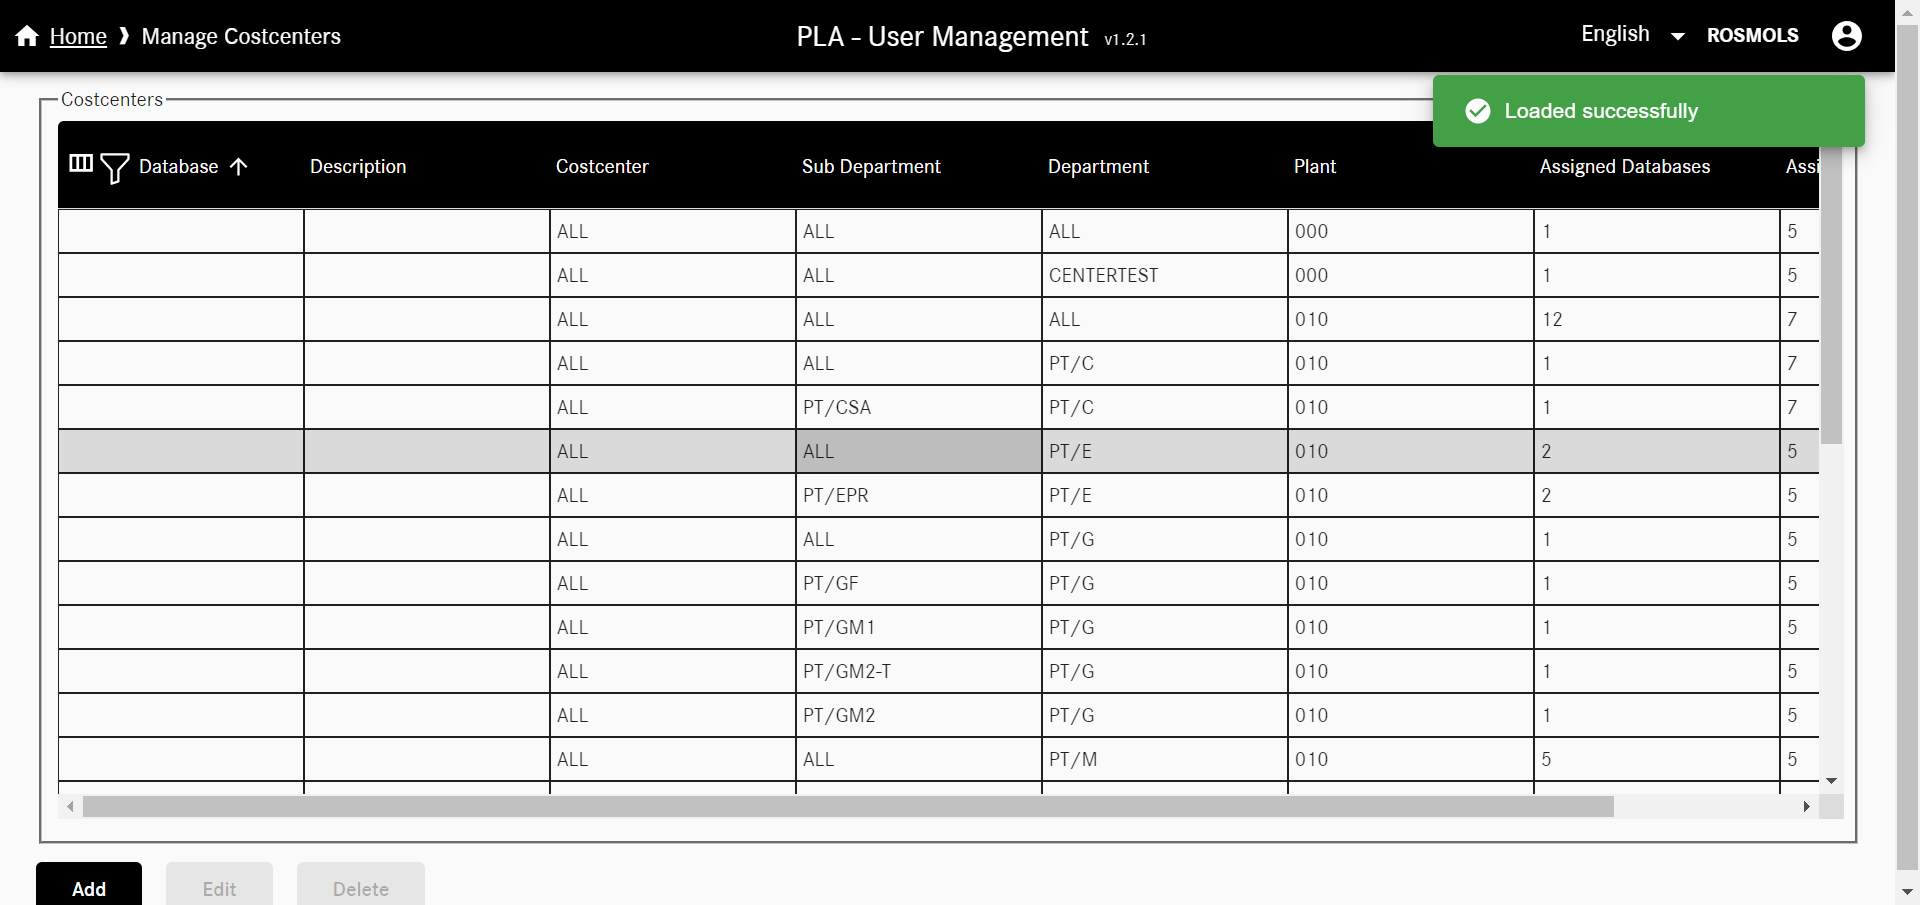 Home ❱ Manage Costcenters
PLA - User Management v1.2.1
English
ROSMOLS
Costcenters
Loaded successfully
Database Description Costcenter Sub Department Department Plant Assigned Databases Assi
ALL ALL ALL 000 1 5
ALL ALL CENTERTEST 000 1 5
ALL ALL ALL 010 12 7
ALL ALL PT/C 010 1 7
ALL PT/CSA PT/C 010 1 7
ALL ALL PT/E 010 2 5
ALL PT/EPR PT/E 010 2 5
ALL ALL PT/G 010 1 5
ALL PT/GF PT/G 010 1 5
ALL PT/GM1 PT/G 010 1 5
ALL PT/GM2-T PT/G 010 1 5
ALL PT/GM2 PT/G 010 1 5
ALL ALL PT/M 010 5 5
Add Edit Delete